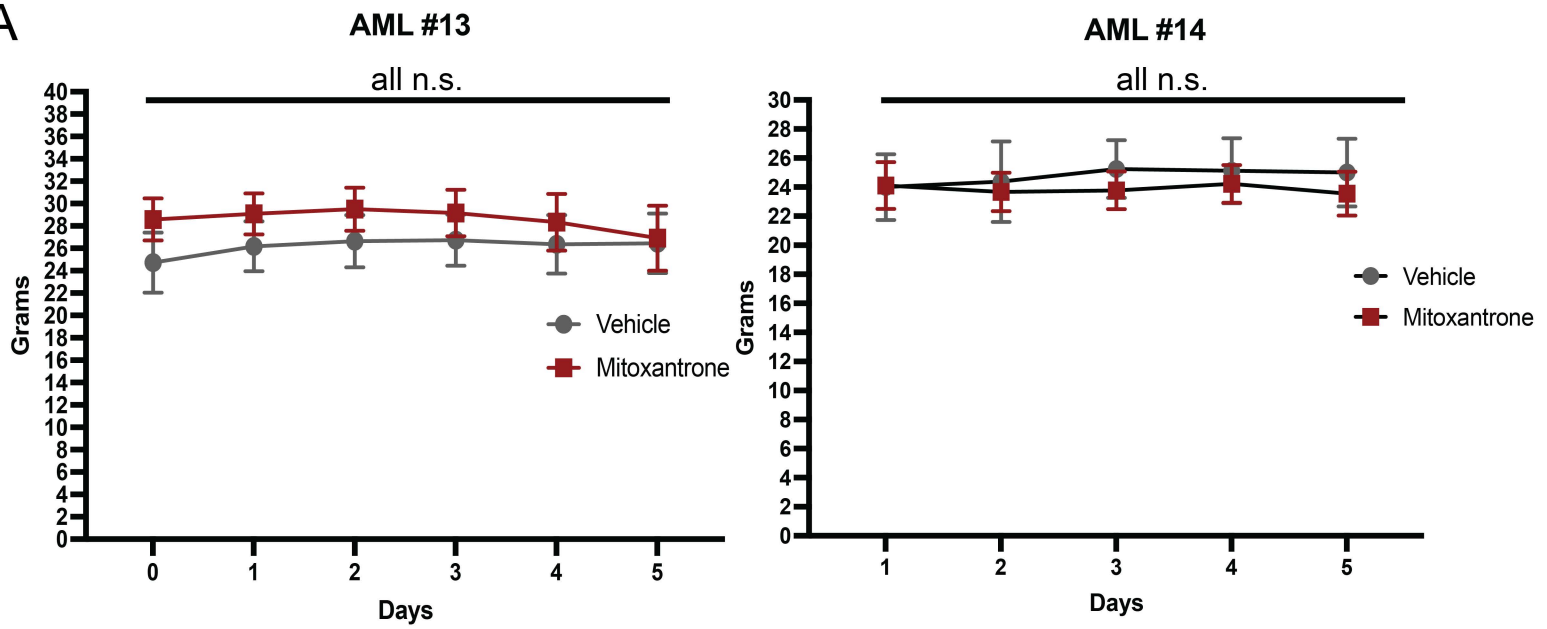 A
AML #13
all n.s.
40
38
36
34
32
30
28
26
24
22
20
18
16
14
12
10
8
6
4
2
0
Grams
Vehicle
Mitoxantrone
0 1 2 3 4 5
Days
AML #14
all n.s.
30
28
26
24
22
20
18
16
14
12
10
8
6
4
2
0
Grams
Vehicle
Mitoxantrone
1 2 3 4 5
Days